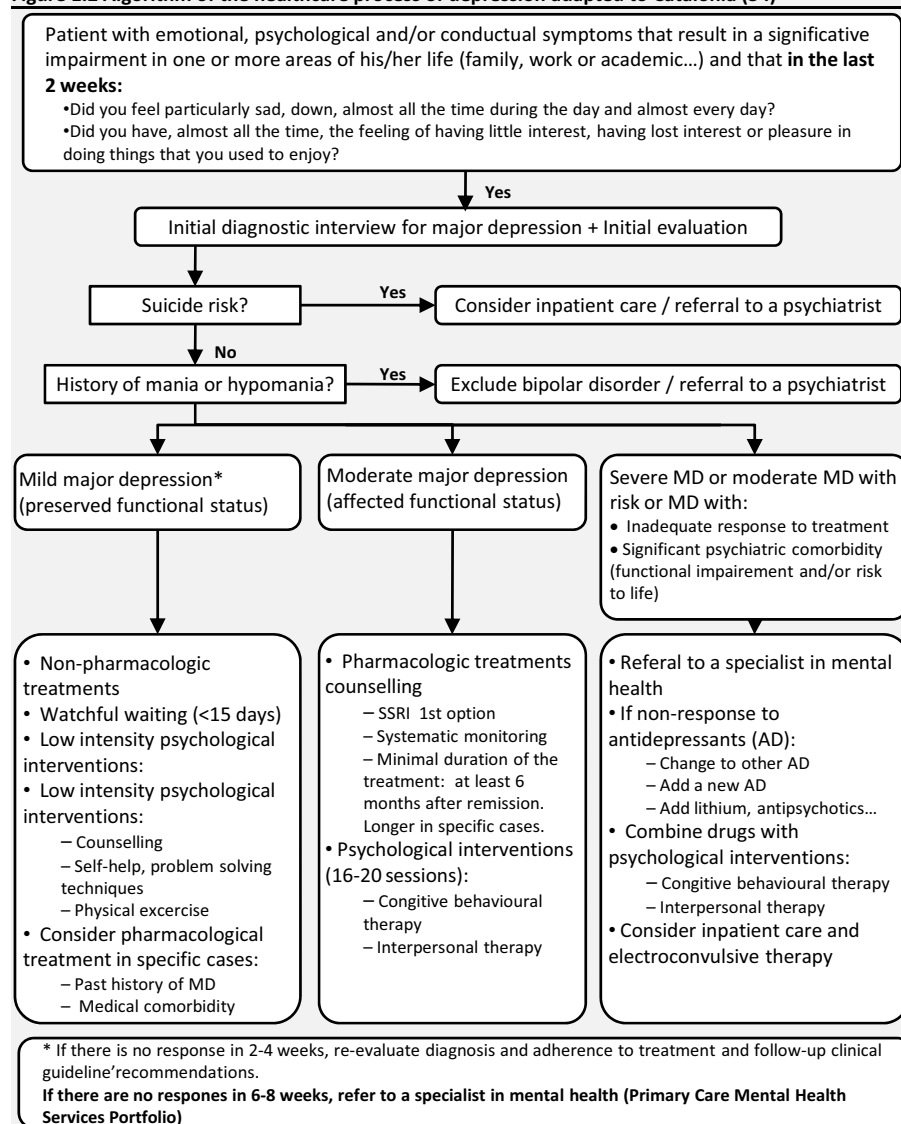 Figure 1.1 Algorithm of the healthcare process of depression adapted to Catalonia (34)
Patient with emotional, psychological and/or conductual symptoms that result in a significative
impairment in one or more areas of his/her life (family, work or academic...) and that in the last
2 weeks:
•Did you feel particularly sad, down, almost all the time during the day and almost every day?
•Did you have, almost all the time, the feeling of having little interest, having lost interest or pleasure in
doing things that you used to enjoy?
Yes
Initial diagnostic interview for major depression + Initial evaluation
Suicide risk?
Yes
Consider inpatient care / referral to a psychiatrist
No
History of mania or hypomania?
Yes
Exclude bipolar disorder / referral to a psychiatrist
Mild major depression*
(preserved functional status)
Moderate major depression
(affected functional status)
Severe MD or moderate MD with
risk or MD with:
• Inadequate response to treatment
• Significant psychiatric comorbidity
(functional impairement and/or risk
to life)
• Non-pharmacologic
treatments
• Watchful waiting (<15 days)
• Low intensity psychological
interventions:
• Low intensity psychological
interventions:
– Counselling
– Self-help, problem solving
techniques
– Physical excercise
• Consider pharmacological
treatment in specific cases:
– Past history of MD
– Medical comorbidity
• Pharmacologic treatments
counselling
– SSRI 1st option
– Systematic monitoring
– Minimal duration of the
treatment: at least 6
months after remission.
Longer in specific cases.
• Psychological interventions
(16-20 sessions):
– Congitive behavioural
therapy
– Interpersonal therapy
• Referal to a specialist in mental
health
• If non-response to
antidepressants (AD):
– Change to other AD
– Add a new AD
– Add lithium, antipsychotics...
• Combine drugs with
psychological interventions:
– Congitive behavioural therapy
– Interpersonal therapy
• Consider inpatient care and
electroconvulsive therapy
* If there is no response in 2-4 weeks, re-evaluate diagnosis and adherence to treatment and follow-up clinical
guideline'recommendations.
If there are no respones in 6-8 weeks, refer to a specialist in mental health (Primary Care Mental Health
Services Portfolio)